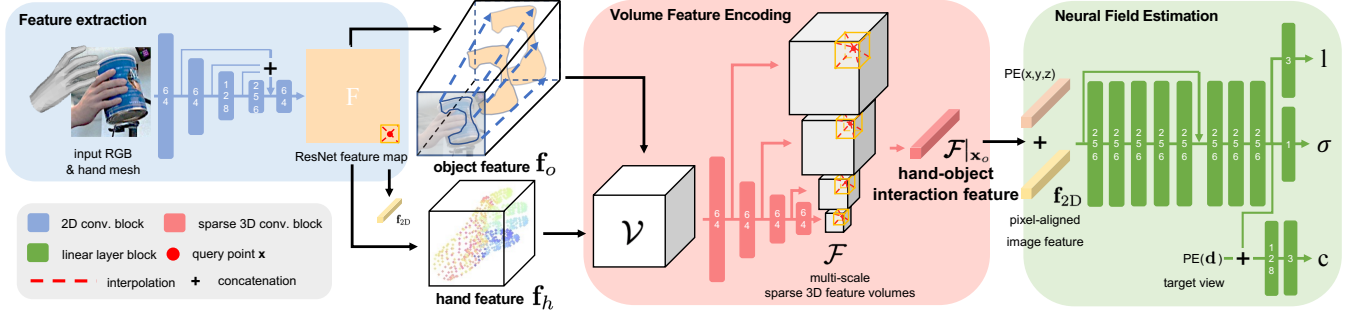 Feature extraction
64
64
128
256
64
+
F
input RGB
& hand mesh
ResNet feature map
f2D
object feature fo
hand feature fh
2D conv. block
sparse 3D conv. block
linear layer block
query point x
interpolation
+ concatenation
Volume Feature Encoding
V
64
64
64
64
F
multi-scale
sparse 3D feature volumes
F|xo
hand-object
interaction feature
Neural Field Estimation
PE(x,y,z)
+
f2D
pixel-aligned
image feature
256
256
256
256
256
256
256
3
l
1
σ
PE(d)
+
target view
128
3
c